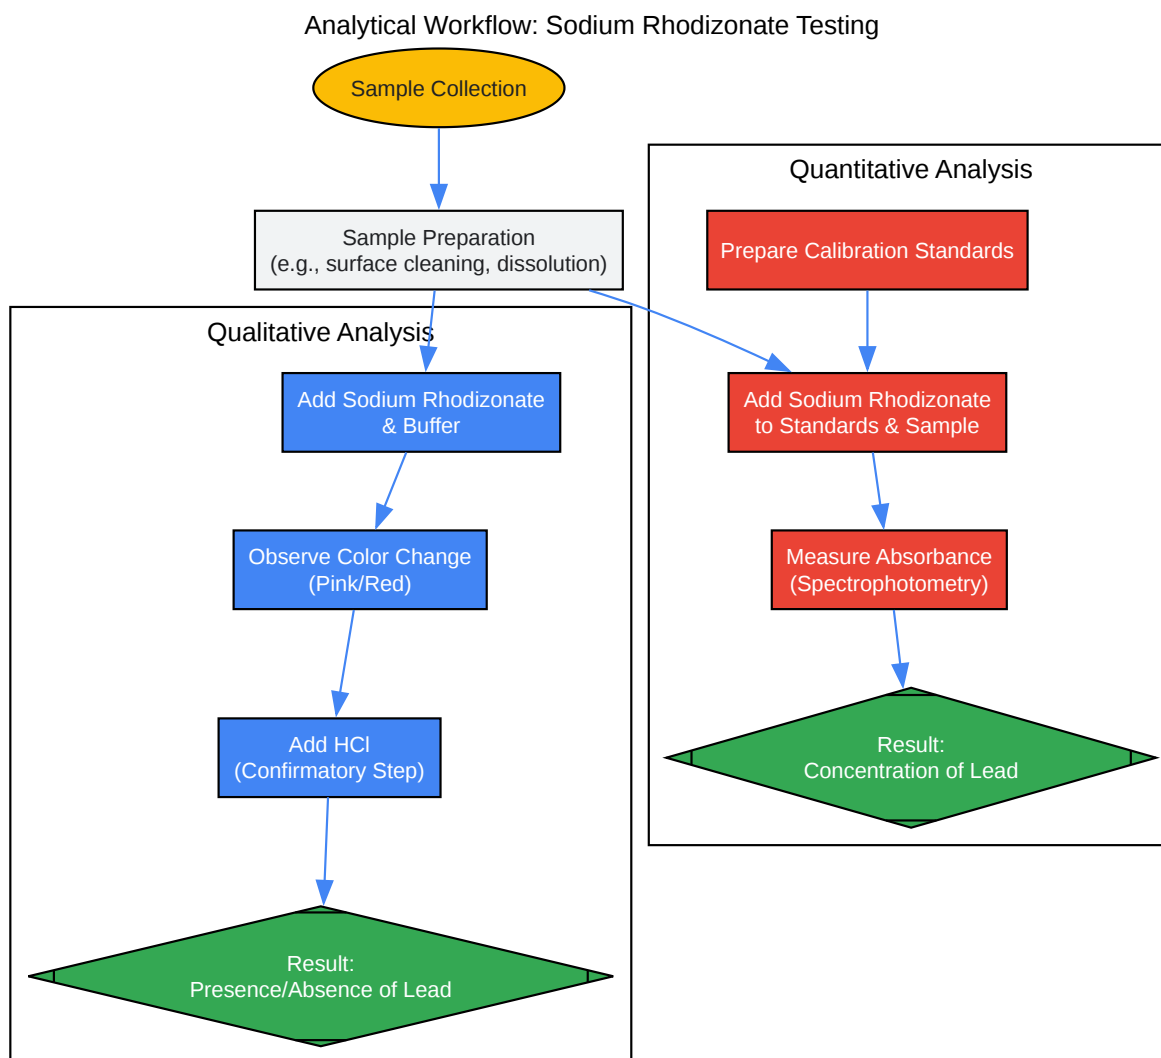 Analytical Workflow: Sodium Rhodizonate Testing
Sample Collection
Sample Preparation
(e.g., surface cleaning, dissolution)
Qualitative Analysis
Add Sodium Rhodizonate
& Buffer
Observe Color Change
(Pink/Red)
Add HCl
(Confirmatory Step)
Result:
Presence/Absence of Lead
Quantitative Analysis
Prepare Calibration Standards
Add Sodium Rhodizonate
to Standards & Sample
Measure Absorbance
(Spectrophotometry)
Result:
Concentration of Lead